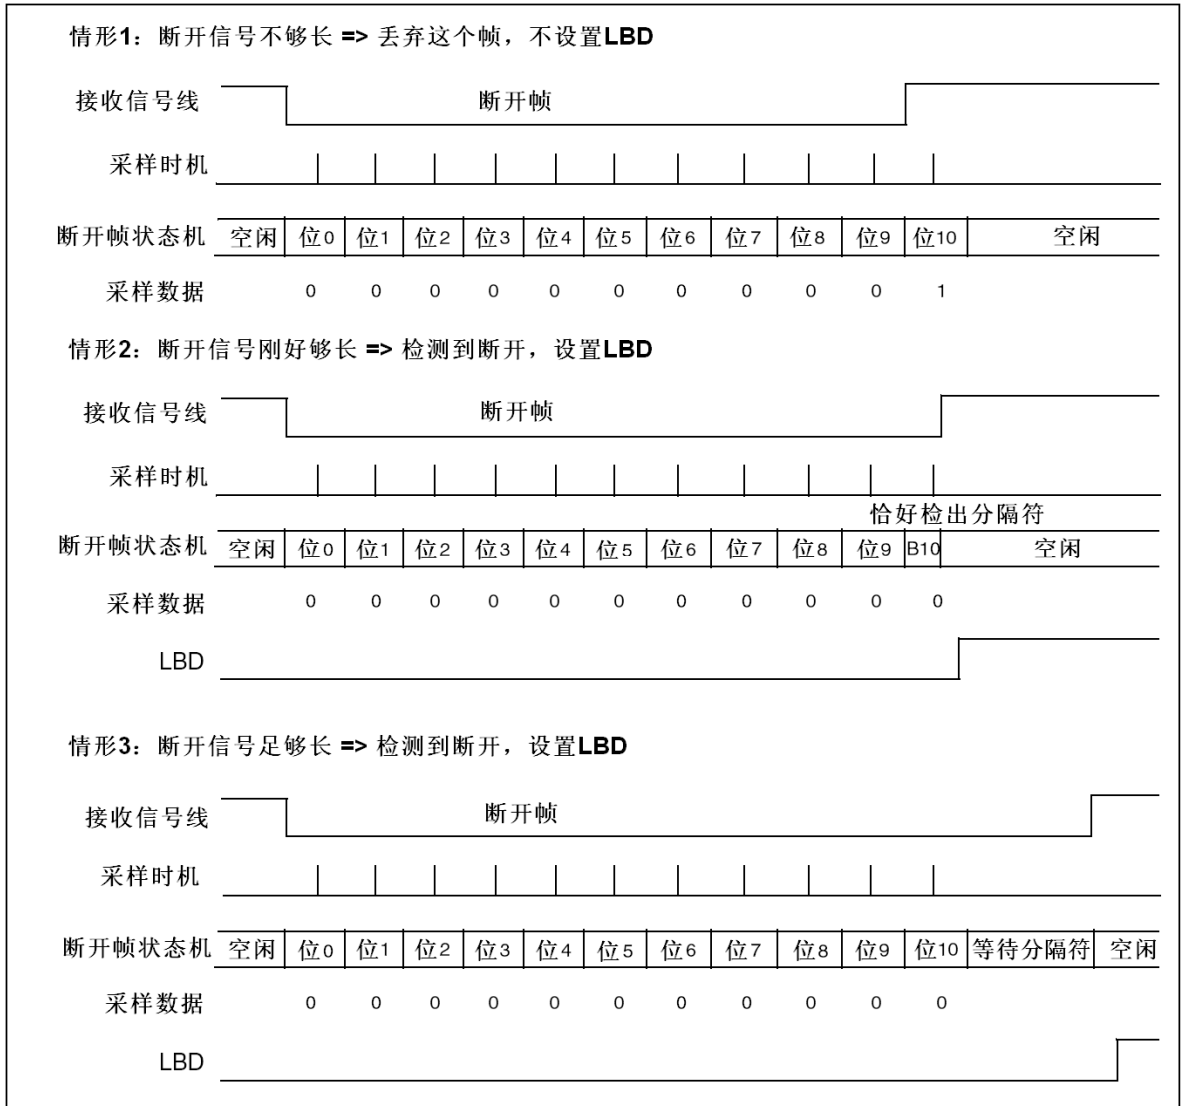 情形1：断开信号不够长 => 丢弃这个帧，不设置LBD
接收信号线 断开帧
采样时机
断开帧状态机 空闲 位0 位1 位2 位3 位4 位5 位6 位7 位8 位9 位10 空闲
采样数据 0 0 0 0 0 0 0 0 0 0 1
情形2：断开信号刚好够长 => 检测到断开，设置LBD
接收信号线 断开帧
采样时机
恰好检出分隔符
断开帧状态机 空闲 位0 位1 位2 位3 位4 位5 位6 位7 位8 位9 B10 空闲
采样数据 0 0 0 0 0 0 0 0 0 0 0
LBD
情形3：断开信号足够长 => 检测到断开，设置LBD
接收信号线 断开帧
采样时机
断开帧状态机 空闲 位0 位1 位2 位3 位4 位5 位6 位7 位8 位9 位10 等待分隔符 空闲
采样数据 0 0 0 0 0 0 0 0 0 0 0
LBD